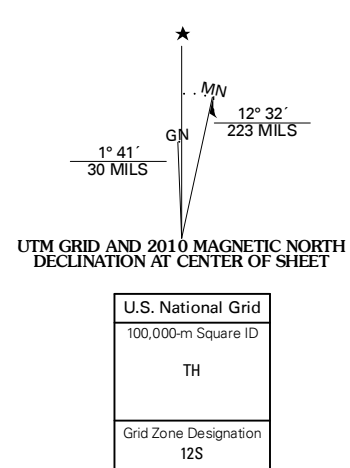 MN
12° 32´
223 MILS
GN
1° 41´
30 MILS
UTM GRID AND 2010 MAGNETIC NORTH
DECLINATION AT CENTER OF SHEET
U.S. National Grid
100,000-m Square ID
TH
Grid Zone Designation
12S